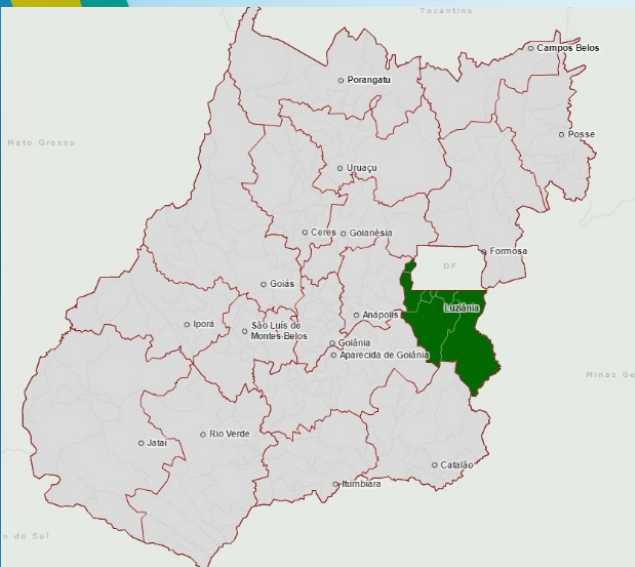 Tocantins
Campos Belos
Porangatu
Mato Grosso
Posse
Uruaçu
Ceres
Goianésia
Formosa
DF
Goiás
Luziânia
Anápolis
Iporá
São Luís de
Montes Belos
Goiânia
Aparecida de Goiânia
Minas Ge
Rio Verde
Jataí
Catalão
Itumbiara
o do Sul